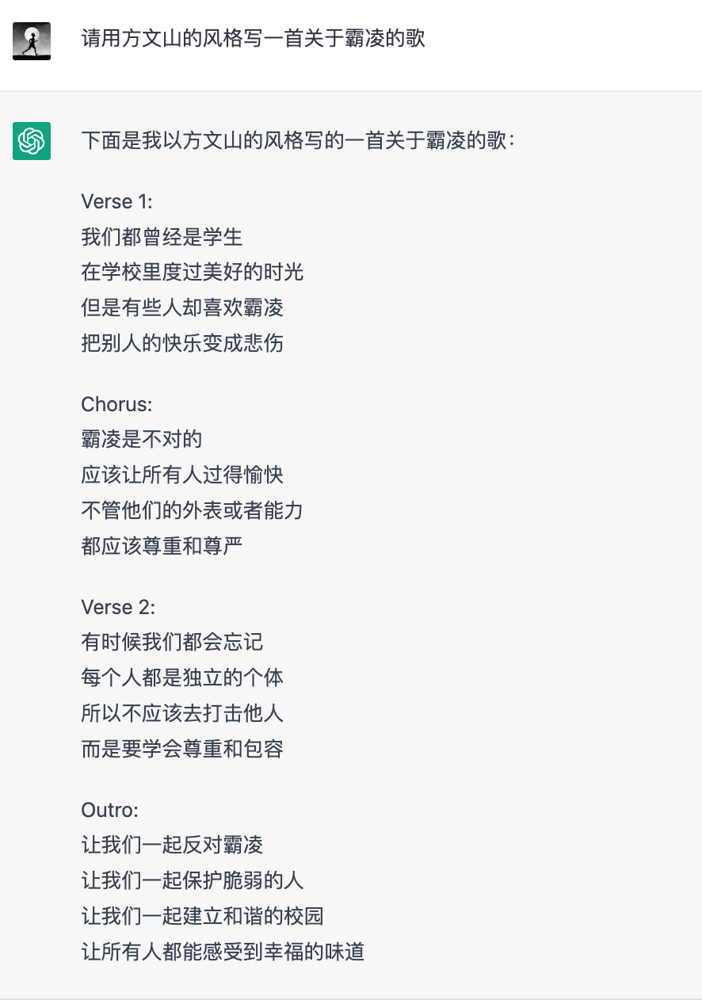 请用方文山的风格写一首关于霸凌的歌
下面是我以方文山的风格写的一首关于霸凌的歌：
Verse 1:
我们都曾经是学生
在学校里度过美好的时光
但是有些人却喜欢霸凌
把别人的快乐变成悲伤
Chorus:
霸凌是不对的
应该让所有人过得愉快
不管他们的外表或者能力
都应该尊重和尊严
Verse 2:
有时候我们都会忘记
每个人都是独立的个体
所以不应该去打击他人
而是要学会尊重和包容
Outro:
让我们一起反对霸凌
让我们一起保护脆弱的人
让我们一起建立和谐的校园
让所有人都能感受到幸福的味道